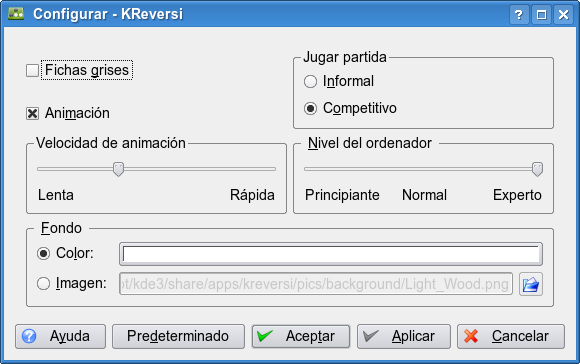 Configurar - KReversi
Fichas grises
Animación
Jugar partida
Informal
Competitivo
Velocidad de animación
Lenta Rápida
Nivel del ordenador
Principiante Normal Experto
Fondo
Color:
Imagen: ot/kde3/share/apps/kreversi/pics/background/Light_Wood.png
Ayuda Predeterminado Aceptar Aplicar Cancelar